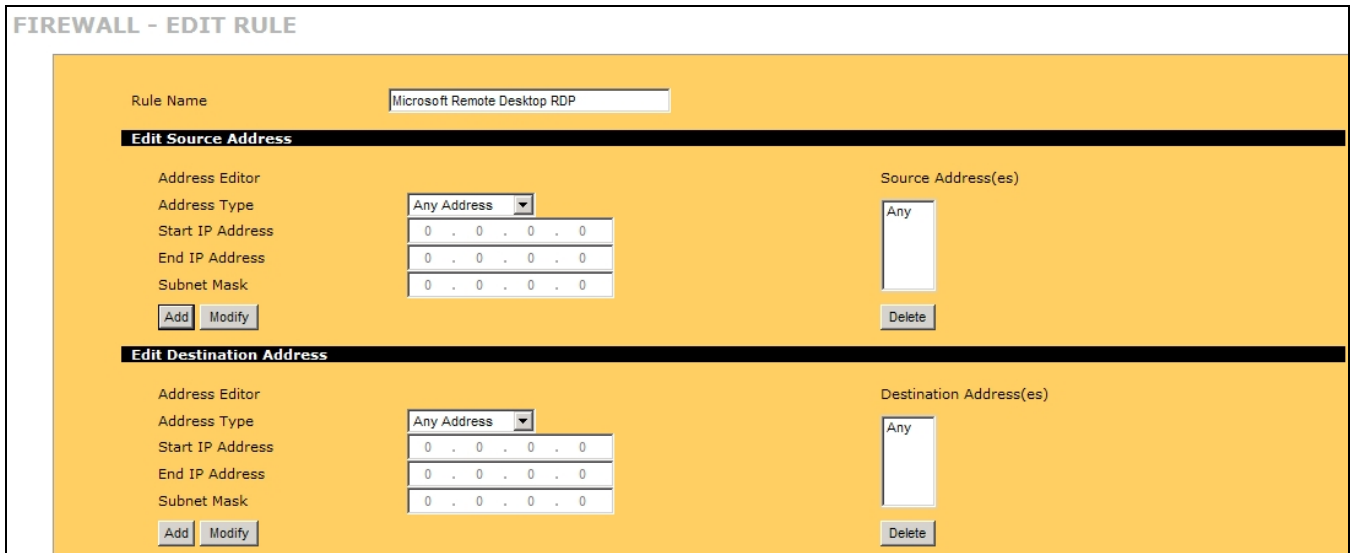 FIREWALL - EDIT RULE
Rule Name Microsoft Remote Desktop RDP
Edit Source Address
Address Editor Source Address(es)
Address Type Any Address Any
Start IP Address 0 . 0 . 0 . 0
End IP Address 0 . 0 . 0 . 0
Subnet Mask 0 . 0 . 0 . 0
Add Modify Delete
Edit Destination Address
Address Editor Destination Address(es)
Address Type Any Address Any
Start IP Address 0 . 0 . 0 . 0
End IP Address 0 . 0 . 0 . 0
Subnet Mask 0 . 0 . 0 . 0
Add Modify Delete